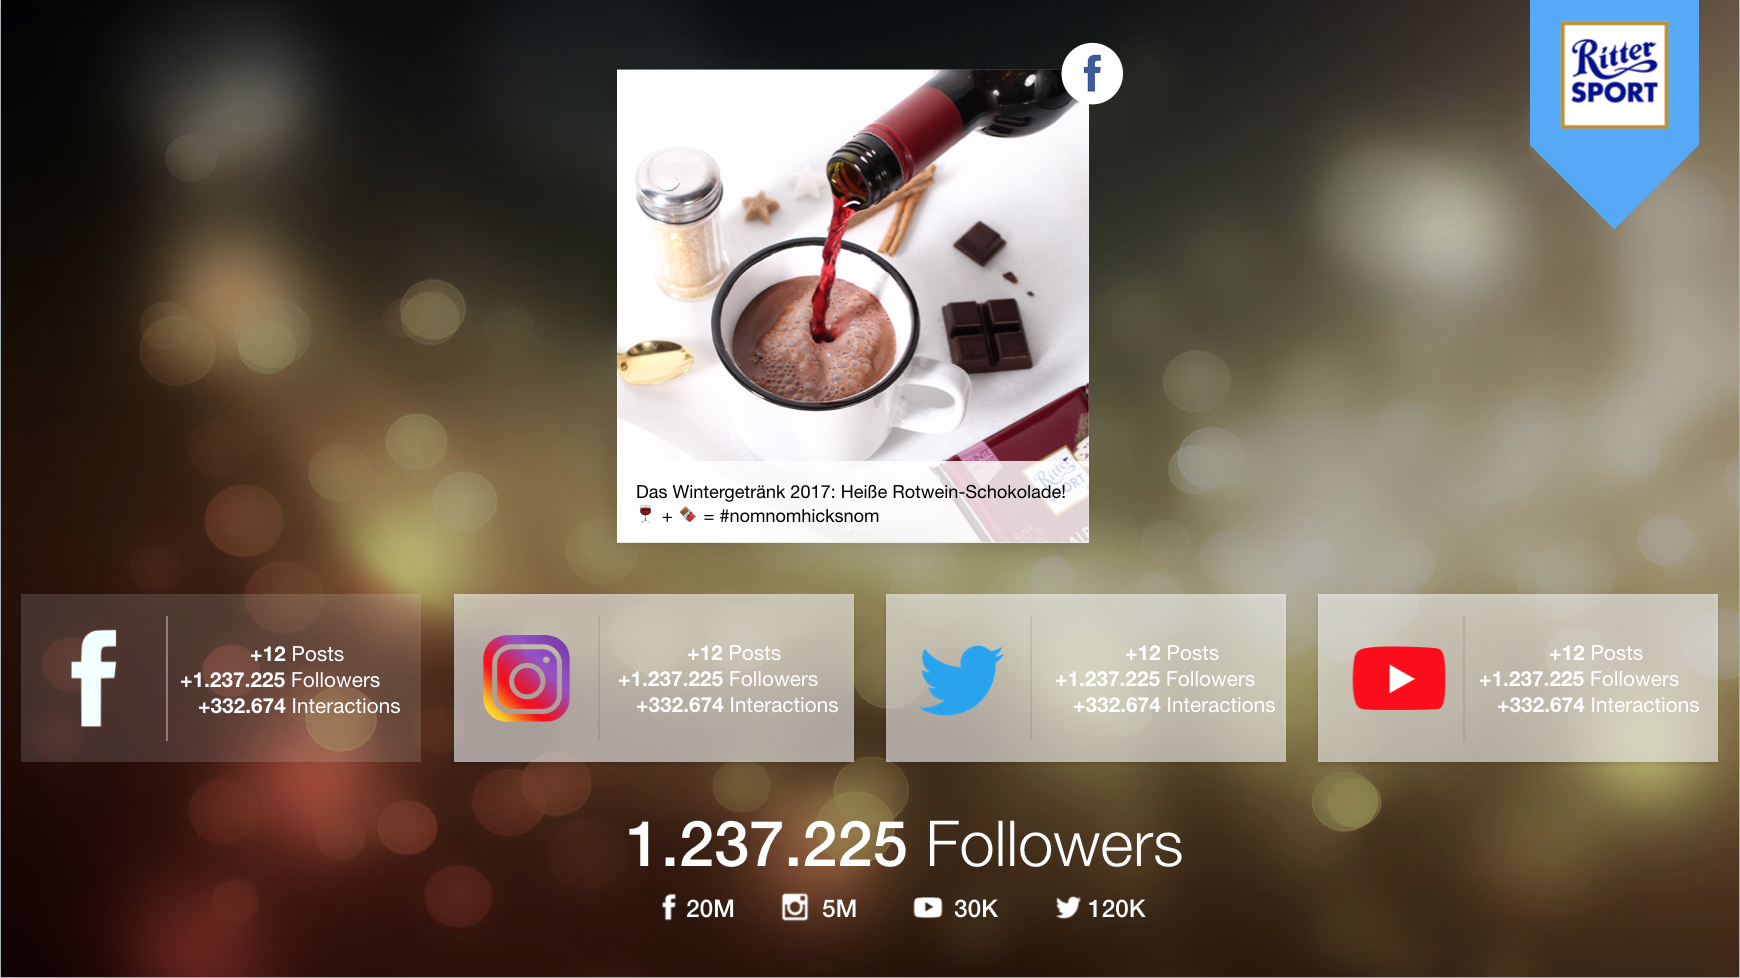 Ritter
SPORT
Ritter
SPORT
Das Wintergetränk 2017: Heiße Rotwein-Schokolade!
🍷 + 🍫 = #nomnomhicksnom
+12 Posts
+1.237.225 Followers
+332.674 Interactions
+12 Posts
+1.237.225 Followers
+332.674 Interactions
+12 Posts
+1.237.225 Followers
+332.674 Interactions
+12 Posts
+1.237.225 Followers
+332.674 Interactions
1.237.225 Followers
20M 5M 30K 120K